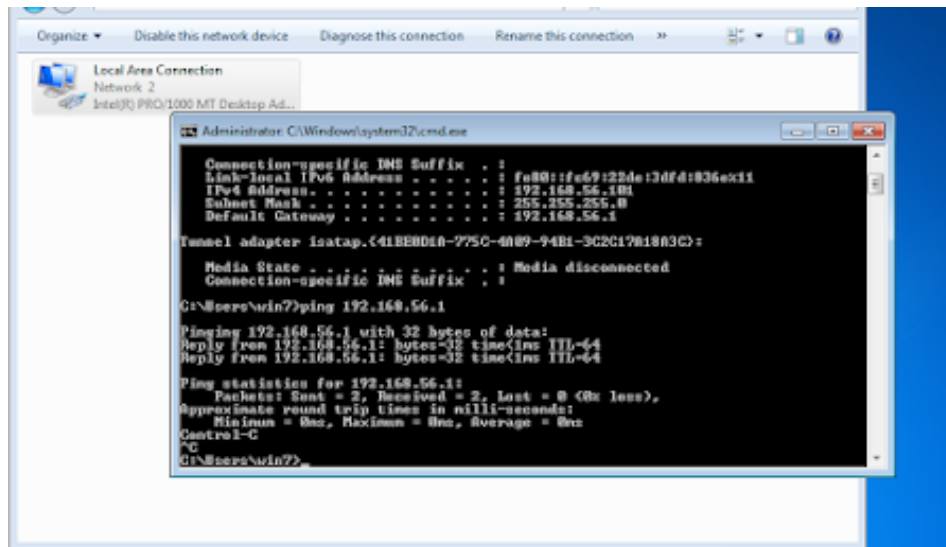 Organize Disable this network device Diagnose this connection Rename this connection »
Local Area Connection
Network 2
Intel(R) PRO/1000 MT Desktop Ad...
Administrator: C:\Windows\system32\cmd.exe
Connection-specific DNS Suffix . :
Link-local IPv6 Address . . . . . : fe80::fc69:22de:3dfd:836e%11
IPv4 Address. . . . . . . . . . . : 192.168.56.101
Subnet Mask . . . . . . . . . . . : 255.255.255.0
Default Gateway . . . . . . . . . : 192.168.56.1
Tunnel adapter isatap.{41BE0D1A-775C-4A09-94B1-3C2C17A18A3C}:
Media State . . . . . . . . . . . : Media disconnected
Connection-specific DNS Suffix . :
C:\Users\win7>ping 192.168.56.1
Pinging 192.168.56.1 with 32 bytes of data:
Reply from 192.168.56.1: bytes=32 time<1ms TTL=64
Reply from 192.168.56.1: bytes=32 time<1ms TTL=64
Ping statistics for 192.168.56.1:
Packets: Sent = 2, Received = 2, Lost = 0 (0% loss),
Approximate round trip times in milli-seconds:
Minimum = 0ms, Maximum = 0ms, Average = 0ms
Control-C
^C
C:\Users\win7>_